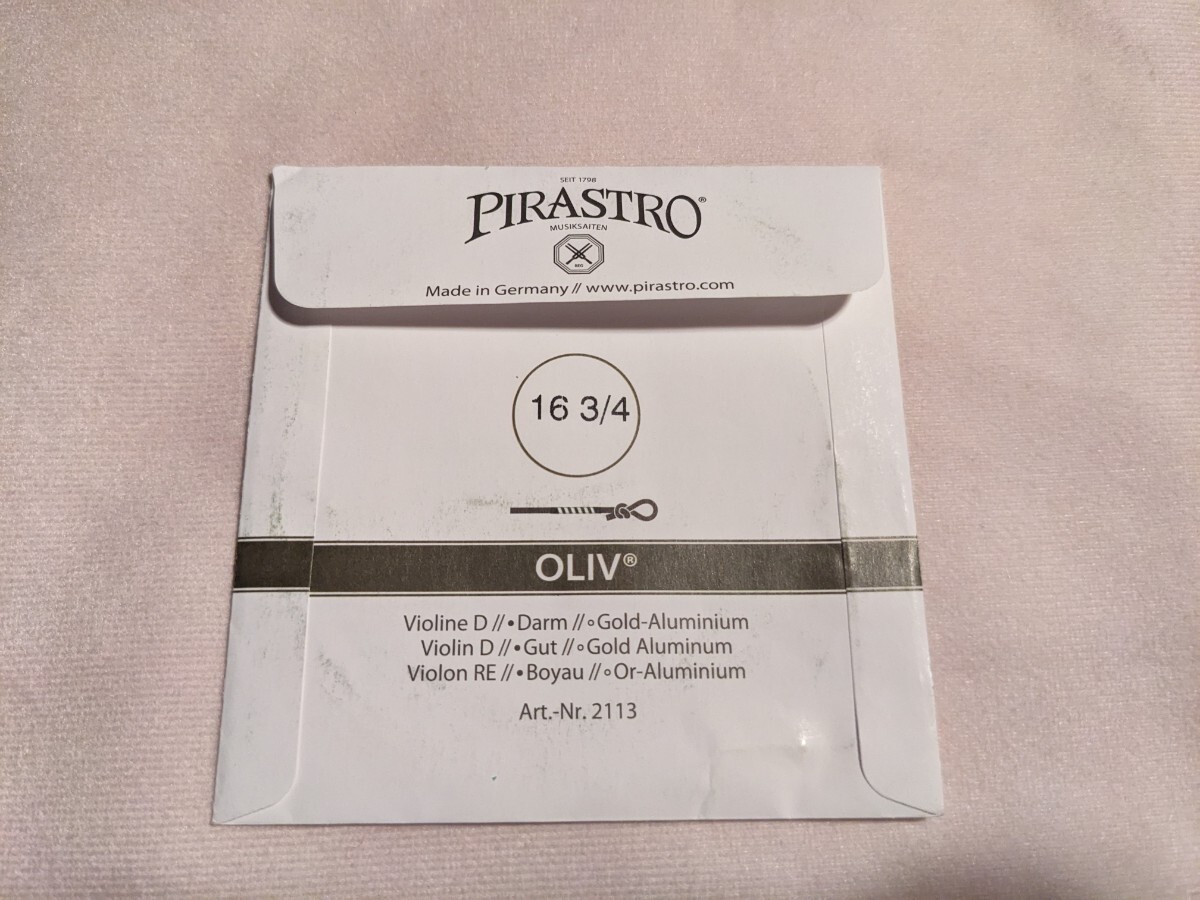 SEIT 1798
PIRASTRO®
MUSIKSAITEN
Made in Germany // www.pirastro.com
16 3/4
OLIV®
Violine D //•Darm //∘Gold-Aluminium
Violin D //•Gut //∘Gold Aluminum
Violon RE //•Boyau //∘Or-Aluminium
Art.-Nr. 2113